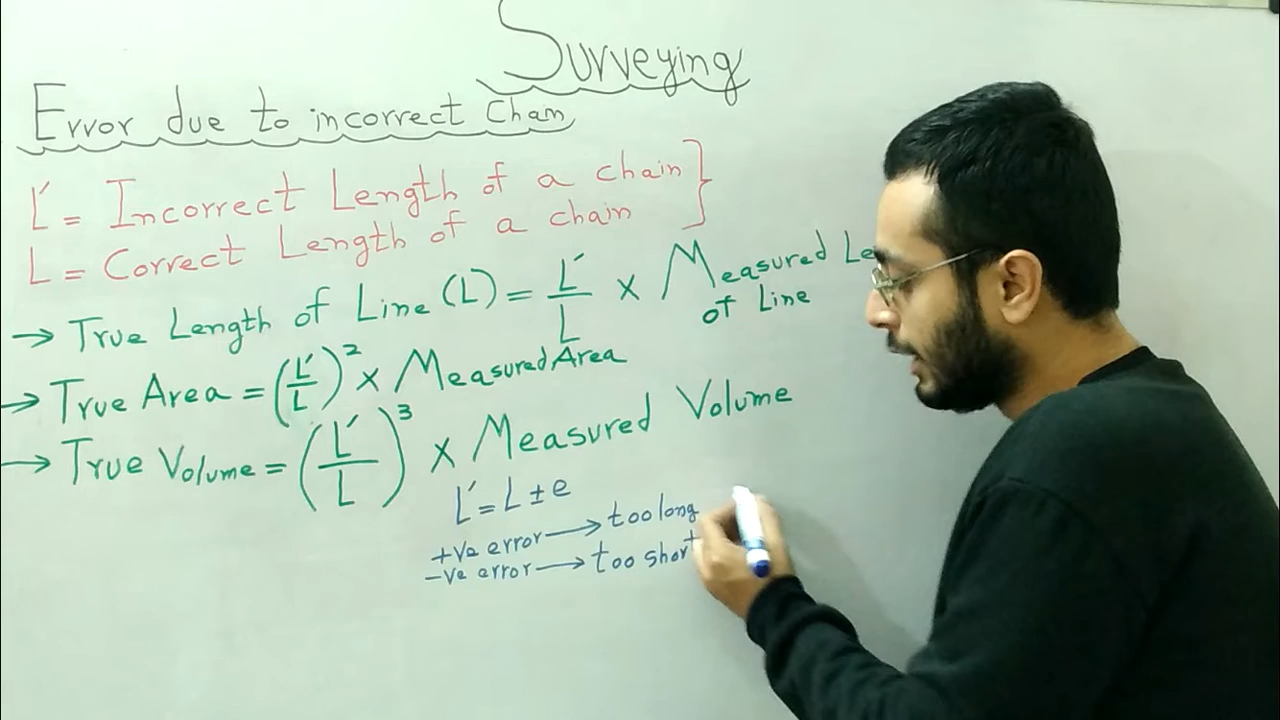 Surveying
Error due to incorrect Chain
L' = Incorrect Length of a chain }
L = Correct Length of a chain
→ True Length of Line (L) = L'/L × Measured Le
of Line
→ True Area = (L'/L)² × Measured Area
→ True Volume = (L'/L)³ × Measured Volume
L' = L ± e
+ve error → too long
-ve error → too short